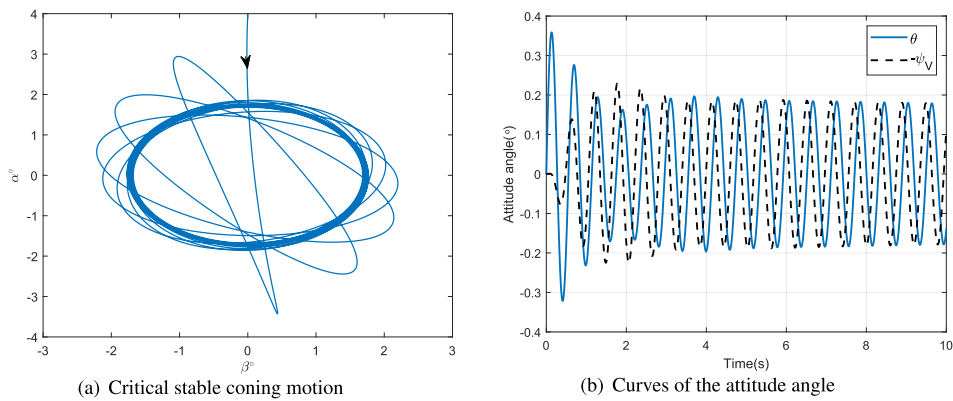 4
3
2
1
0
-1
-2
-3
-4
α°
-3 -2 -1 0 1 2 3
β°
(a) Critical stable coning motion
0.4
0.3
0.2
0.1
0
-0.1
-0.2
-0.3
-0.4
Attitude angle(°)
θ
ψV
0 2 4 6 8 10
Time(s)
(b) Curves of the attitude angle